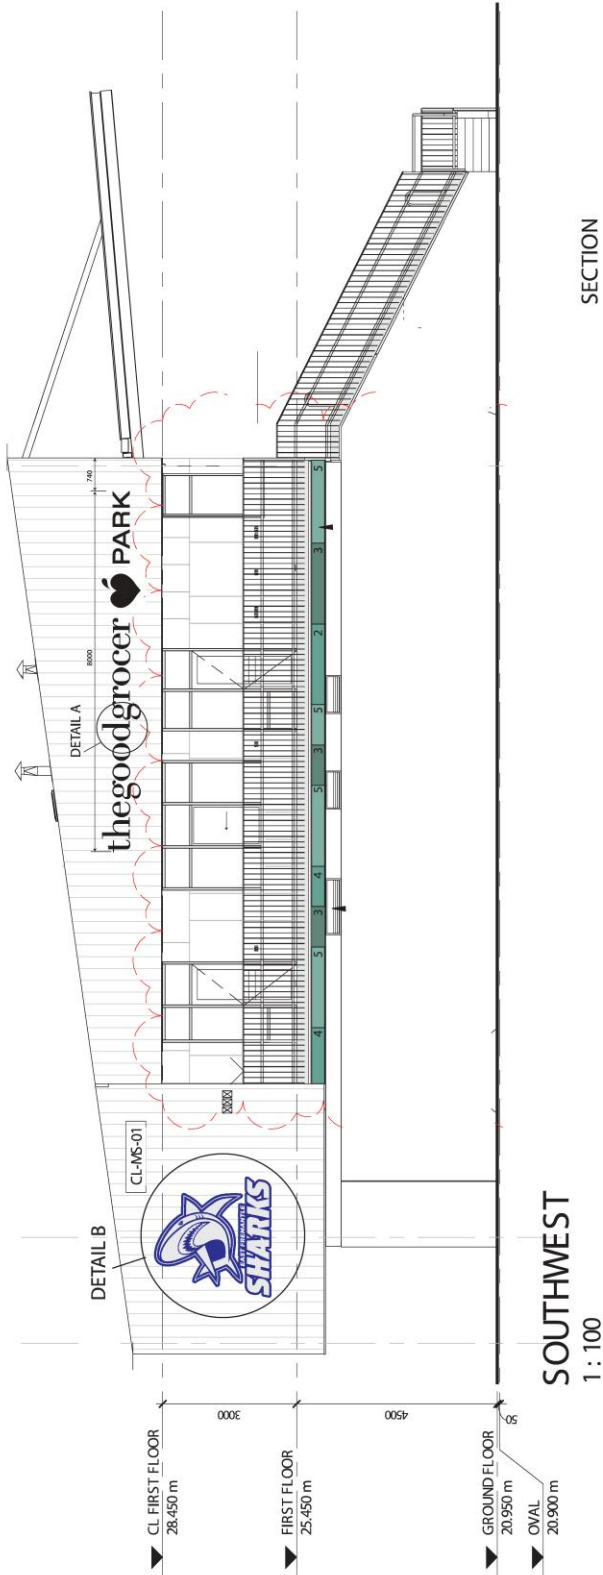 CL FIRST FLOOR
28.450 m
FIRST FLOOR
25.450 m
GROUND FLOOR
20.950 m
OVAL
20.900 m
3000
4500
50
DETAIL B
CL-MS-01
EAST FREMANTLE
SHARKS
DETAIL A
8000
740
thegoodgrocer PARK
4
5
3
4
5
3
5
2
3
5
SOUTHWEST
1 : 100
SECTION